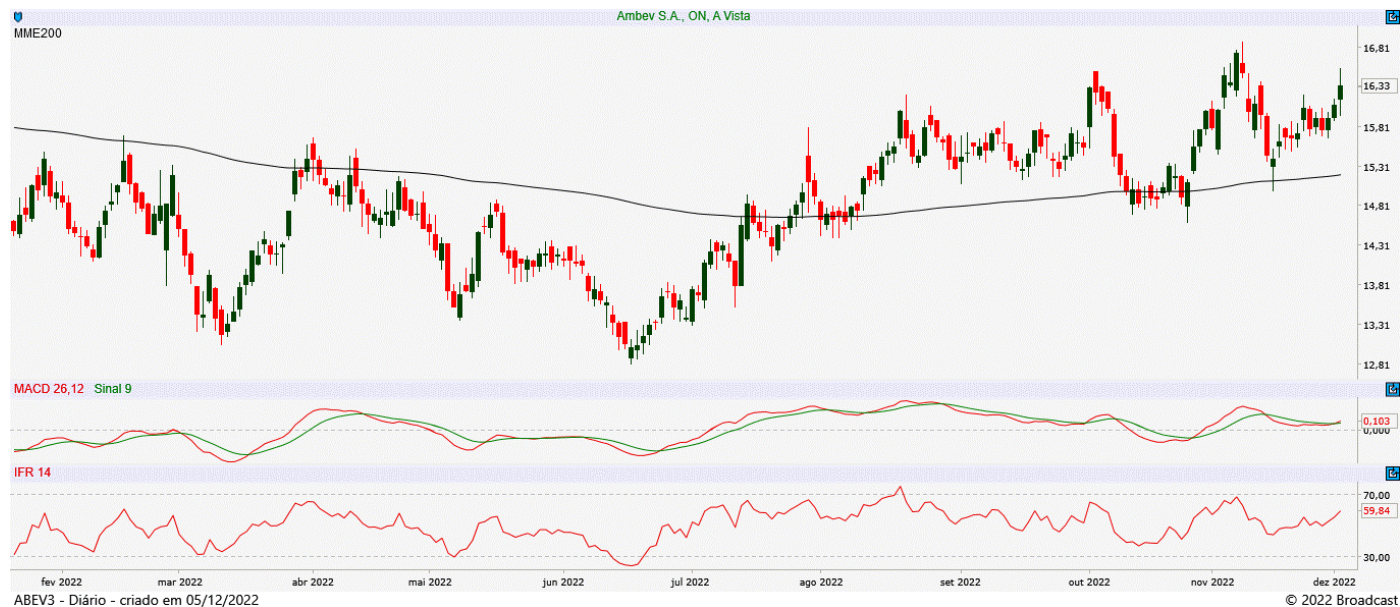 Ambev S.A., ON, A Vista
MME200
16,81
16,33
15,81
15,31
14,81
14,31
13,81
13,31
12,81
MACD 26,12 Sinal 9
0,103
0,000
IFR 14
70,00
59,84
30,00
fev 2022 mar 2022 abr 2022 mai 2022 jun 2022 jul 2022 ago 2022 set 2022 out 2022 nov 2022 dez 2022
ABEV3 - Diário - criado em 05/12/2022 © 2022 Broadcast